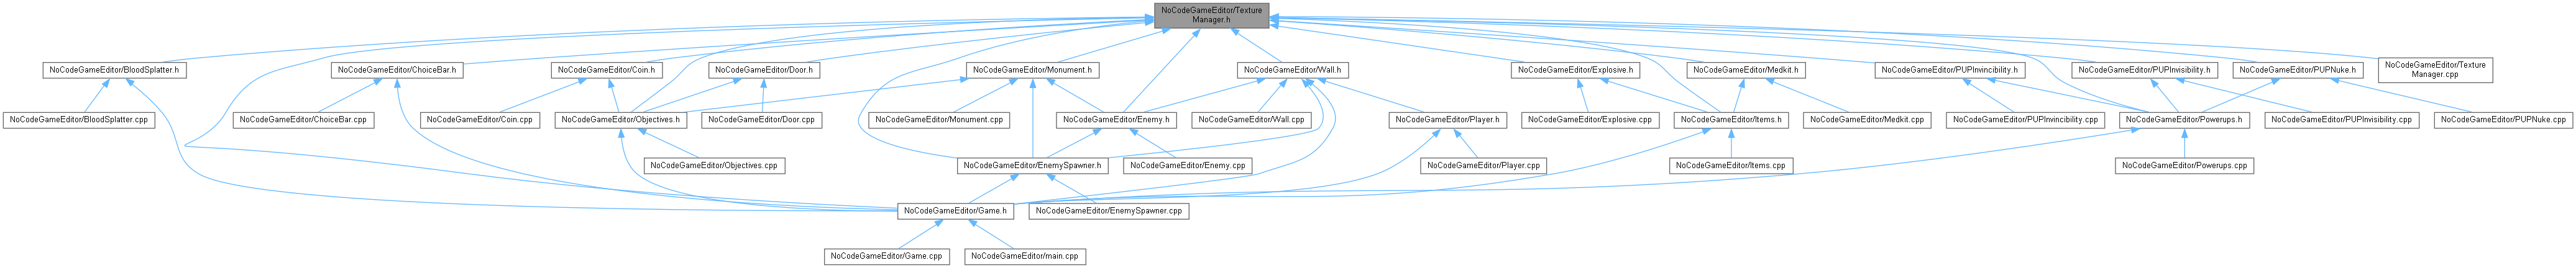 NoCodeGameEditor/Texture
Manager.h
NoCodeGameEditor/BloodSplatter.h
NoCodeGameEditor/ChoiceBar.h
NoCodeGameEditor/Coin.h
NoCodeGameEditor/Door.h
NoCodeGameEditor/Monument.h
NoCodeGameEditor/Wall.h
NoCodeGameEditor/Explosive.h
NoCodeGameEditor/Medkit.h
NoCodeGameEditor/PUPInvincibility.h
NoCodeGameEditor/PUPInvisibility.h
NoCodeGameEditor/PUPNuke.h
NoCodeGameEditor/Texture
Manager.cpp
NoCodeGameEditor/BloodSplatter.cpp
NoCodeGameEditor/ChoiceBar.cpp
NoCodeGameEditor/Coin.cpp
NoCodeGameEditor/Objectives.h
NoCodeGameEditor/Door.cpp
NoCodeGameEditor/Monument.cpp
NoCodeGameEditor/Enemy.h
NoCodeGameEditor/Wall.cpp
NoCodeGameEditor/Player.h
NoCodeGameEditor/Explosive.cpp
NoCodeGameEditor/Items.h
NoCodeGameEditor/Medkit.cpp
NoCodeGameEditor/PUPInvincibility.cpp
NoCodeGameEditor/Powerups.h
NoCodeGameEditor/PUPInvisibility.cpp
NoCodeGameEditor/PUPNuke.cpp
NoCodeGameEditor/Objectives.cpp
NoCodeGameEditor/EnemySpawner.h
NoCodeGameEditor/Enemy.cpp
NoCodeGameEditor/Player.cpp
NoCodeGameEditor/Items.cpp
NoCodeGameEditor/Powerups.cpp
NoCodeGameEditor/Game.h
NoCodeGameEditor/EnemySpawner.cpp
NoCodeGameEditor/Game.cpp
NoCodeGameEditor/main.cpp